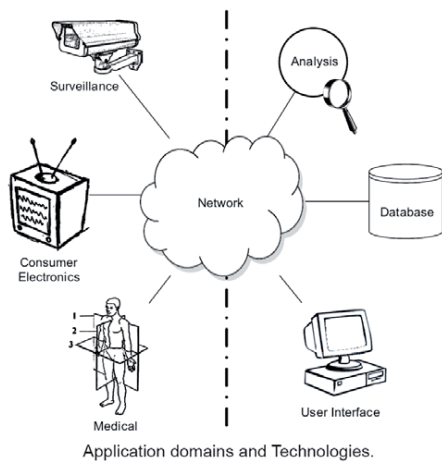 Surveillance
Analysis
Network
Database
Consumer
Electronics
1
2
3
Medical
User Interface
Application domains and Technologies.